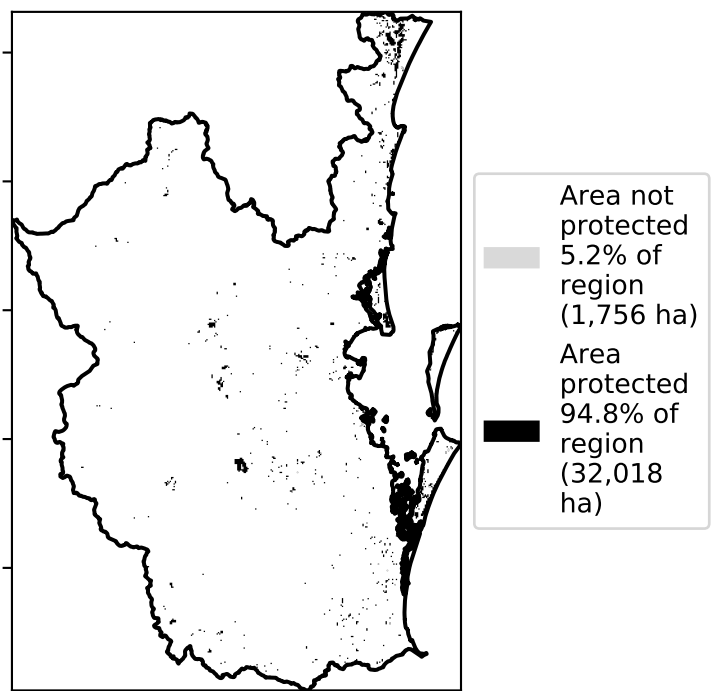 Area not
protected
5.2% of
region
(1,756 ha)
Area
protected
94.8% of
region
(32,018
ha)